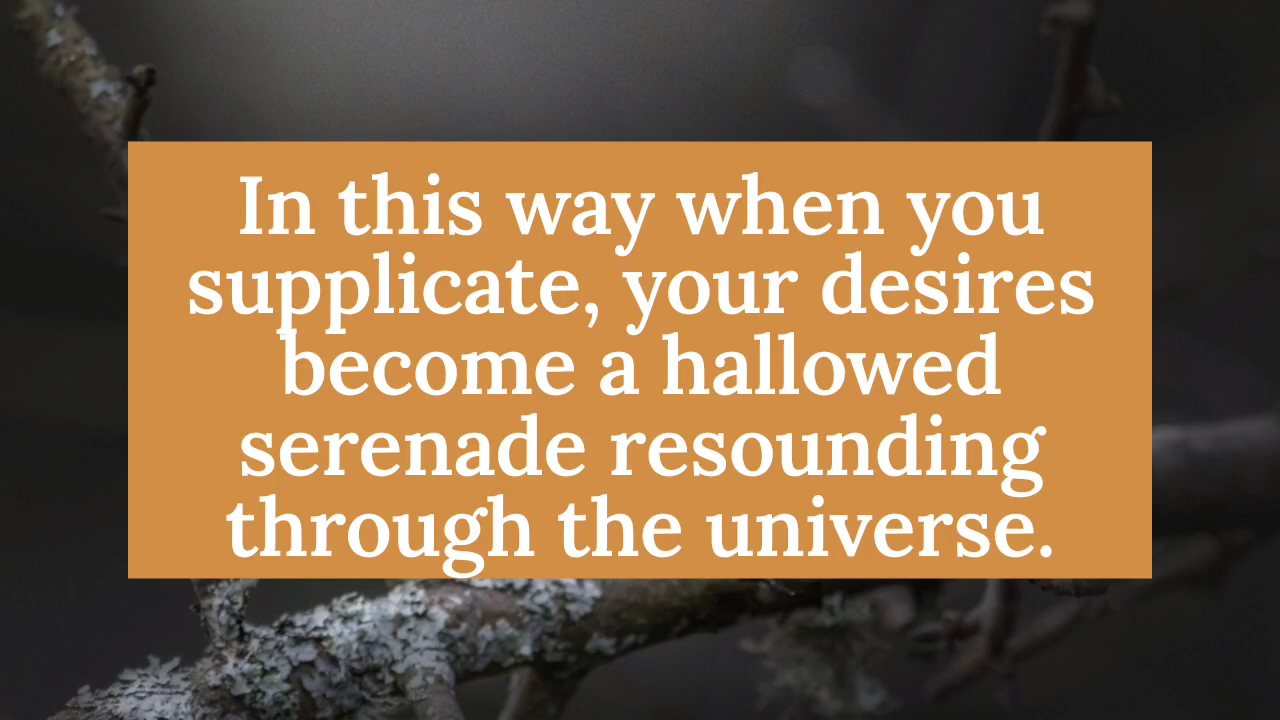 In this way when you
supplicate, your desires
become a hallowed
serenade resounding
through the universe.